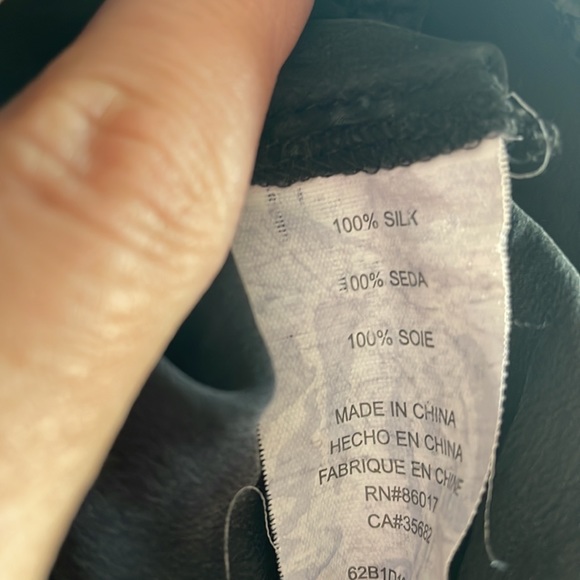 100% SILK
100% SEDA
100% SOIE
MADE IN CHINA
HECHO EN CHINA
FABRIQUE EN CHINE
RN#86017
CA#35682